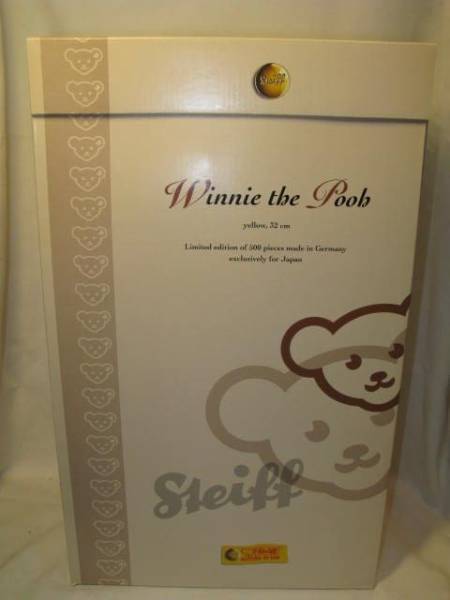 Steiff
Winnie the Pooh
yellow, 32 cm
Limited edition of 500 pieces made in Germany
exclusively for Japan
Steiff